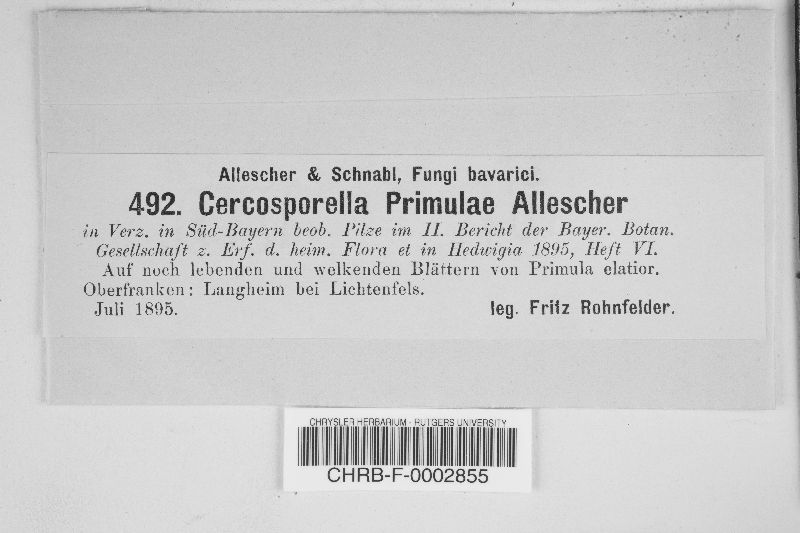 Allescher & Schnabl, Fungi bavarici.
492. Cercosporella Primulae Allescher
in Verz. in Süd-Bayern beob. Pilze im II. Bericht der Bayer. Botan.
Gesellschaft z. Erf. d. heim. Flora et in Hedwigia 1895, Heft VI.
Auf noch lebenden und welkenden Blättern von Primula elatior.
Oberfranken: Langheim bei Lichtenfels.
Juli 1895. leg. Fritz Rohnfelder.
CHRYSLER HERBARIUM - RUTGERS UNIVERSITY
CHRB-F-0002855